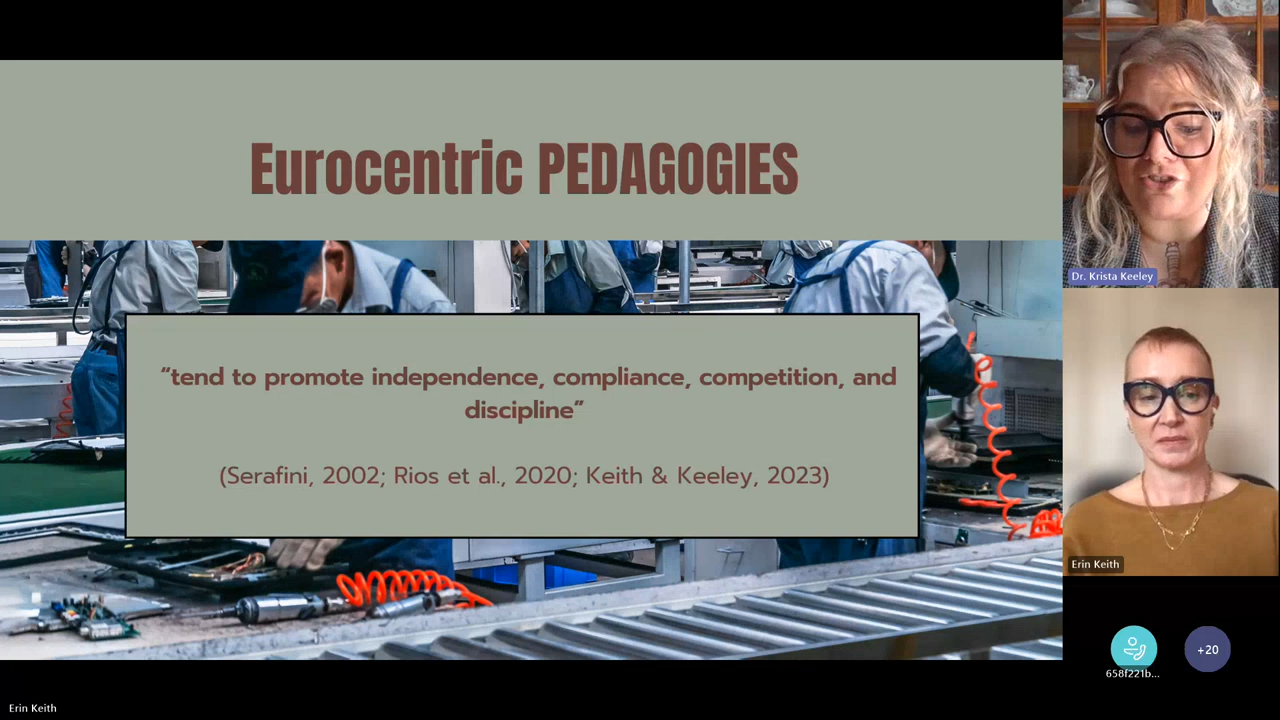 Eurocentric PEDAGOGIES
“tend to promote independence, compliance, competition, and
discipline”
(Serafini, 2002; Rios et al., 2020; Keith & Keeley, 2023)
Dr. Krista Keeley
Erin Keith
658f221b...
+20
Erin Keith